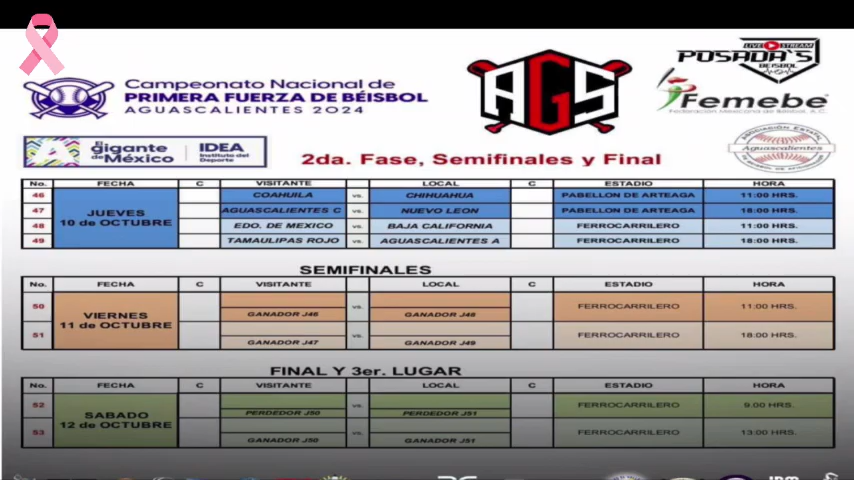 LIVE STREAM
POSADA`S
BEISBOL
Campeonato Nacional de
PRIMERA FUERZA DE BÉISBOL
AGUASCALIENTES 2024
AGS
Femebe
Federación Mexicana de Béisbol, A.C.
El gigante de México
IDEA
Instituto del Deporte
Aguascalientes
2da. Fase, Semifinales y Final
No. FECHA C VISITANTE LOCAL C ESTADIO HORA
JUEVES
10 de OCTUBRE
46 COAHUILA vs. CHIHUAHUA PABELLON DE ARTEAGA 11:00 HRS.
47 AGUASCALIENTES C vs. NUEVO LEON PABELLON DE ARTEAGA 18:00 HRS.
48 EDO. DE MEXICO vs. BAJA CALIFORNIA FERROCARRILERO 11:00 HRS.
49 TAMAULIPAS ROJO vs. AGUASCALIENTES A FERROCARRILERO 18:00 HRS.
SEMIFINALES
No. FECHA C VISITANTE LOCAL C ESTADIO HORA
VIERNES
11 de OCTUBRE
50 GANADOR J46 vs. GANADOR J48 FERROCARRILERO 11:00 HRS.
51 GANADOR J47 vs. GANADOR J49 FERROCARRILERO 18:00 HRS.
FINAL Y 3er. LUGAR
No. FECHA C VISITANTE LOCAL C ESTADIO HORA
SABADO
12 de OCTUBRE
52 PERDEDOR J50 vs. PERDEDOR J51 FERROCARRILERO 9:00 HRS.
53 GANADOR J50 vs. GANADOR J51 FERROCARRILERO 13:00 HRS.